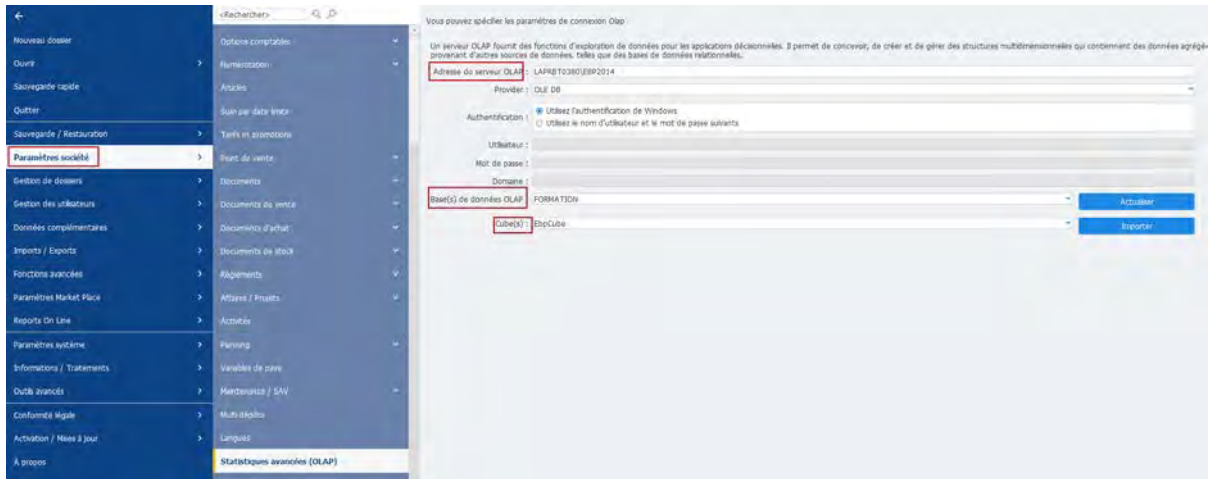 Nouveau dossier
Ouvrir
Sauvegarde rapide
Quitter
Sauvegarde / Restauration
Paramètres société
Gestion de dossiers
Gestion des utilisateurs
Données complémentaires
Imports / Exports
Fonctions avancées
Paramètres Market Place
Reports On Line
Paramètres système
Informations / Traitements
Outils avancés
Conformité légale
Activation / Mises à jour
À propos
<Rechercher>
Options comptables
Numérotation
Articles
Suivi par date limite
Tarifs et promotions
Point de vente
Documents
Documents de vente
Documents d'achat
Documents de stock
Règlements
Affaires / Projets
Activités
Planning
Variables de paye
Maintenance / SAV
Multi dépôts
Langues
Statistiques avancées (OLAP)
Vous pouvez spécifier les paramètres de connexion Olap
Un serveur OLAP fournit des fonctions d'exploration de données pour les applications décisionnelles. Il permet de concevoir, de créer et de gérer des structures multidimensionnelles qui contiennent des données agrégé
provenant d'autres sources de données, telles que des bases de données relationnelles.
Adresse du serveur OLAP : LAPRBT0380\EBP2014
Provider : OLE DB
Authentification : Utilisez l'authentification de Windows
Utilisez le nom d'utilisateur et le mot de passe suivants
Utilisateur :
Mot de passe :
Domaine :
Base(s) de données OLAP FORMATION Actualiser
Cube(s) : EbpCube Importer